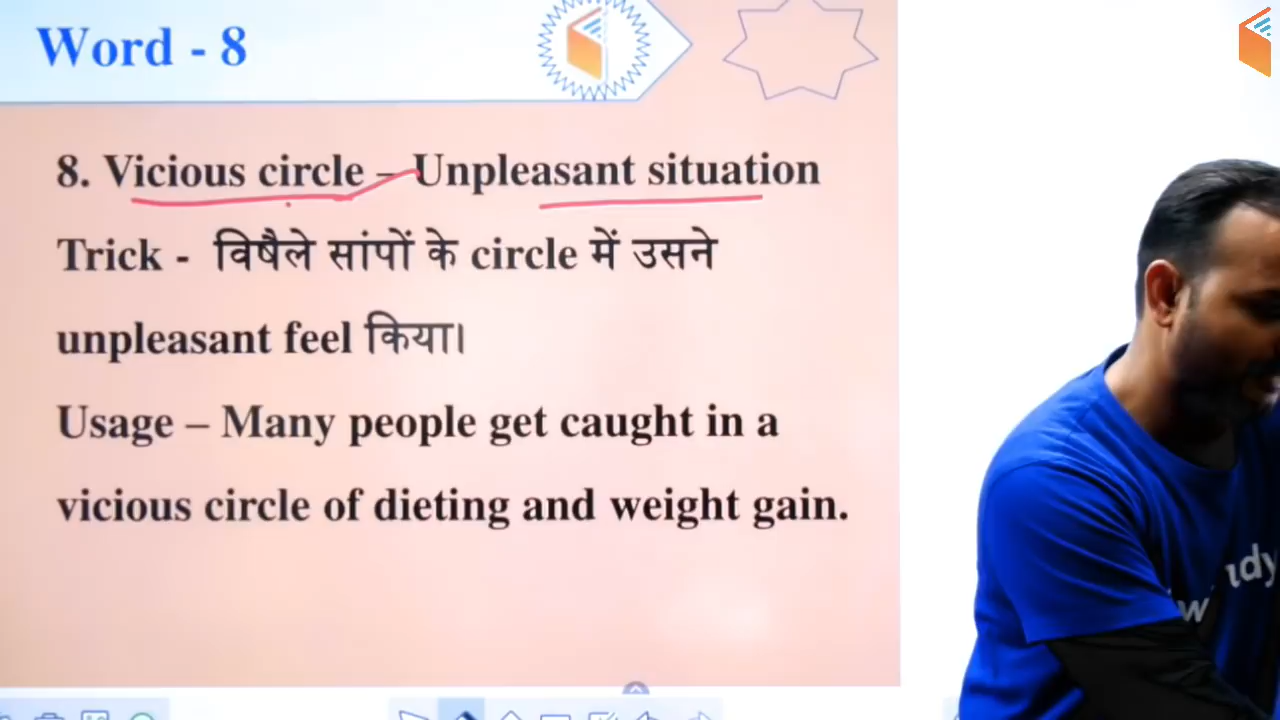 Word - 8
8. Vicious circle – Unpleasant situation
Trick - विषैले सांपों के circle में उसने
unpleasant feel किया।
Usage – Many people get caught in a
vicious circle of dieting and weight gain.